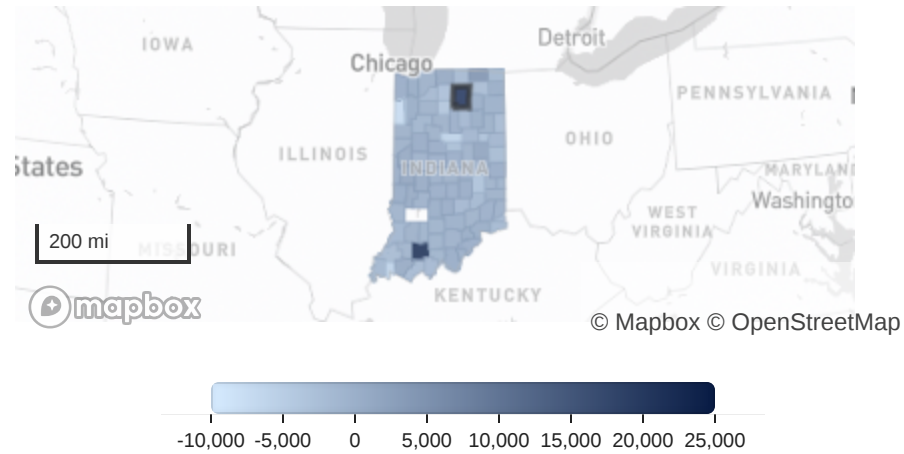 IOWA
Detroit
Chicago
PENNSYLVANIA
OHIO
ILLINOIS
States
INDIANA
MARYLAND
Washington
WEST
VIRGINIA
200 mi
MISSOURI
VIRGINIA
KENTUCKY
mapbox
© Mapbox © OpenStreetMap
-10,000 -5,000 0 5,000 10,000 15,000 20,000 25,000